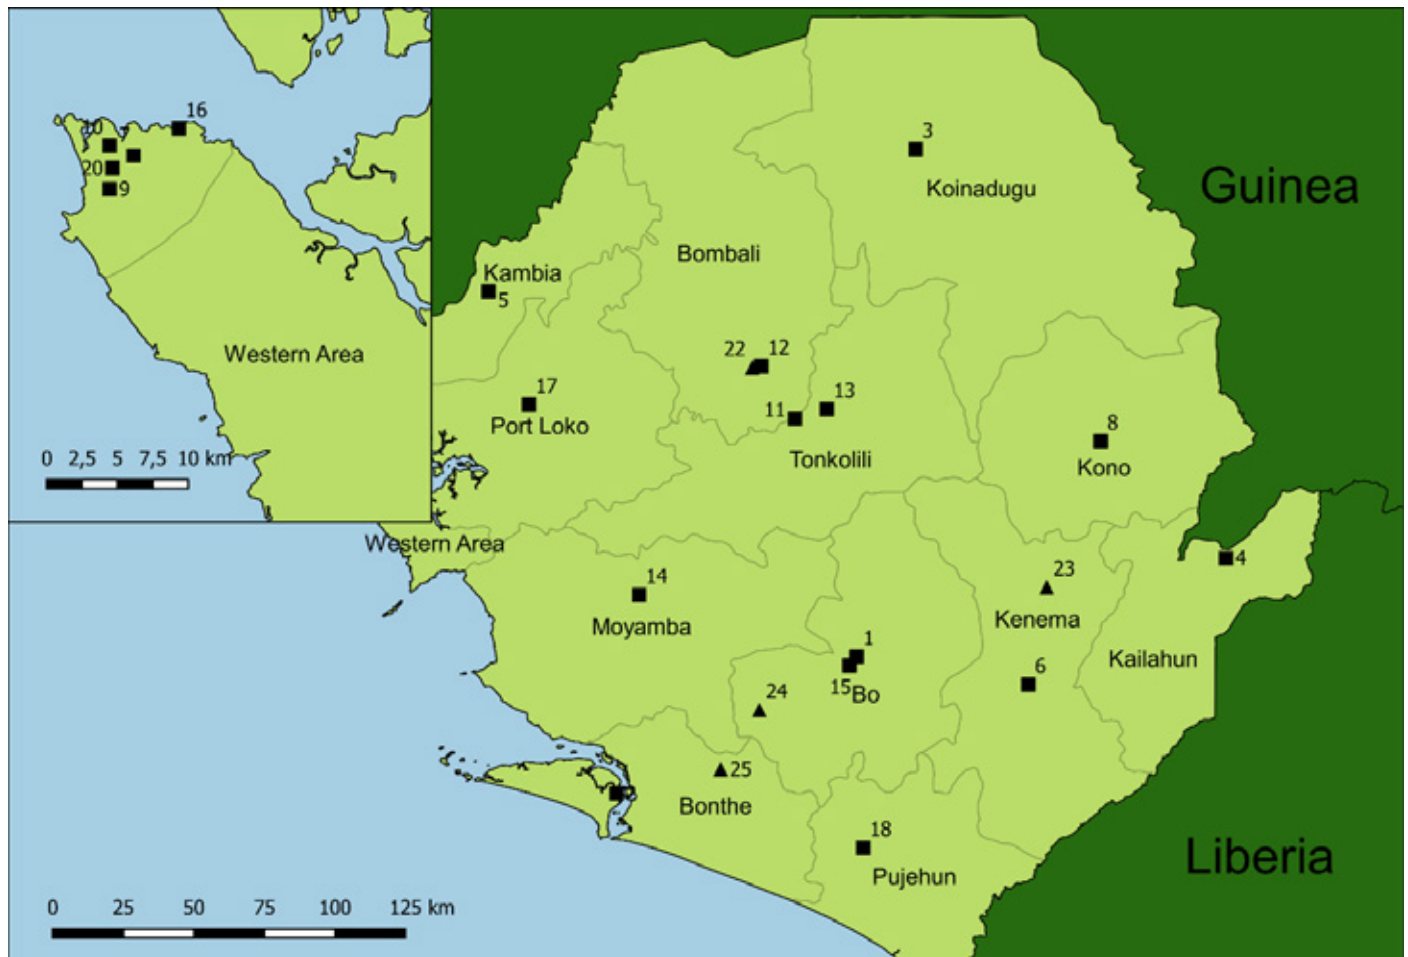 16
10
20
9
Western Area
0 2,5 5 7,5 10 km
3
Koinadugu
Guinea
Bombali
Kambia
5
22
12
17
13
11
Port Loko
8
Tonkolili
Kono
Western Area
4
23
14
Kenema
Moyamba
1
Kailahun
6
15
Bo
24
25
Bonthe
18
Liberia
Pujehun
0 25 50 75 100 125 km